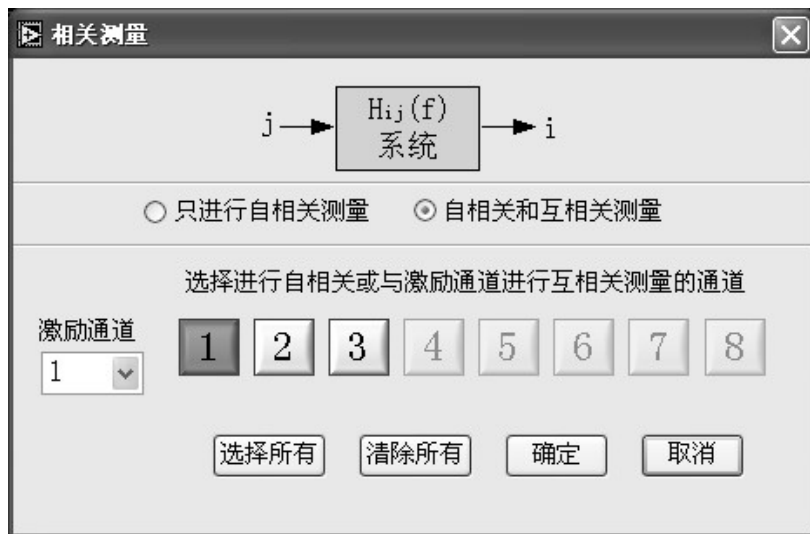 相关测量
j Hij(f) i
系统
只进行自相关测量 自相关和互相关测量
选择进行自相关或与激励通道进行互相关测量的通道
激励通道
1
1 2 3 4 5 6 7 8
选择所有 清除所有 确定 取消